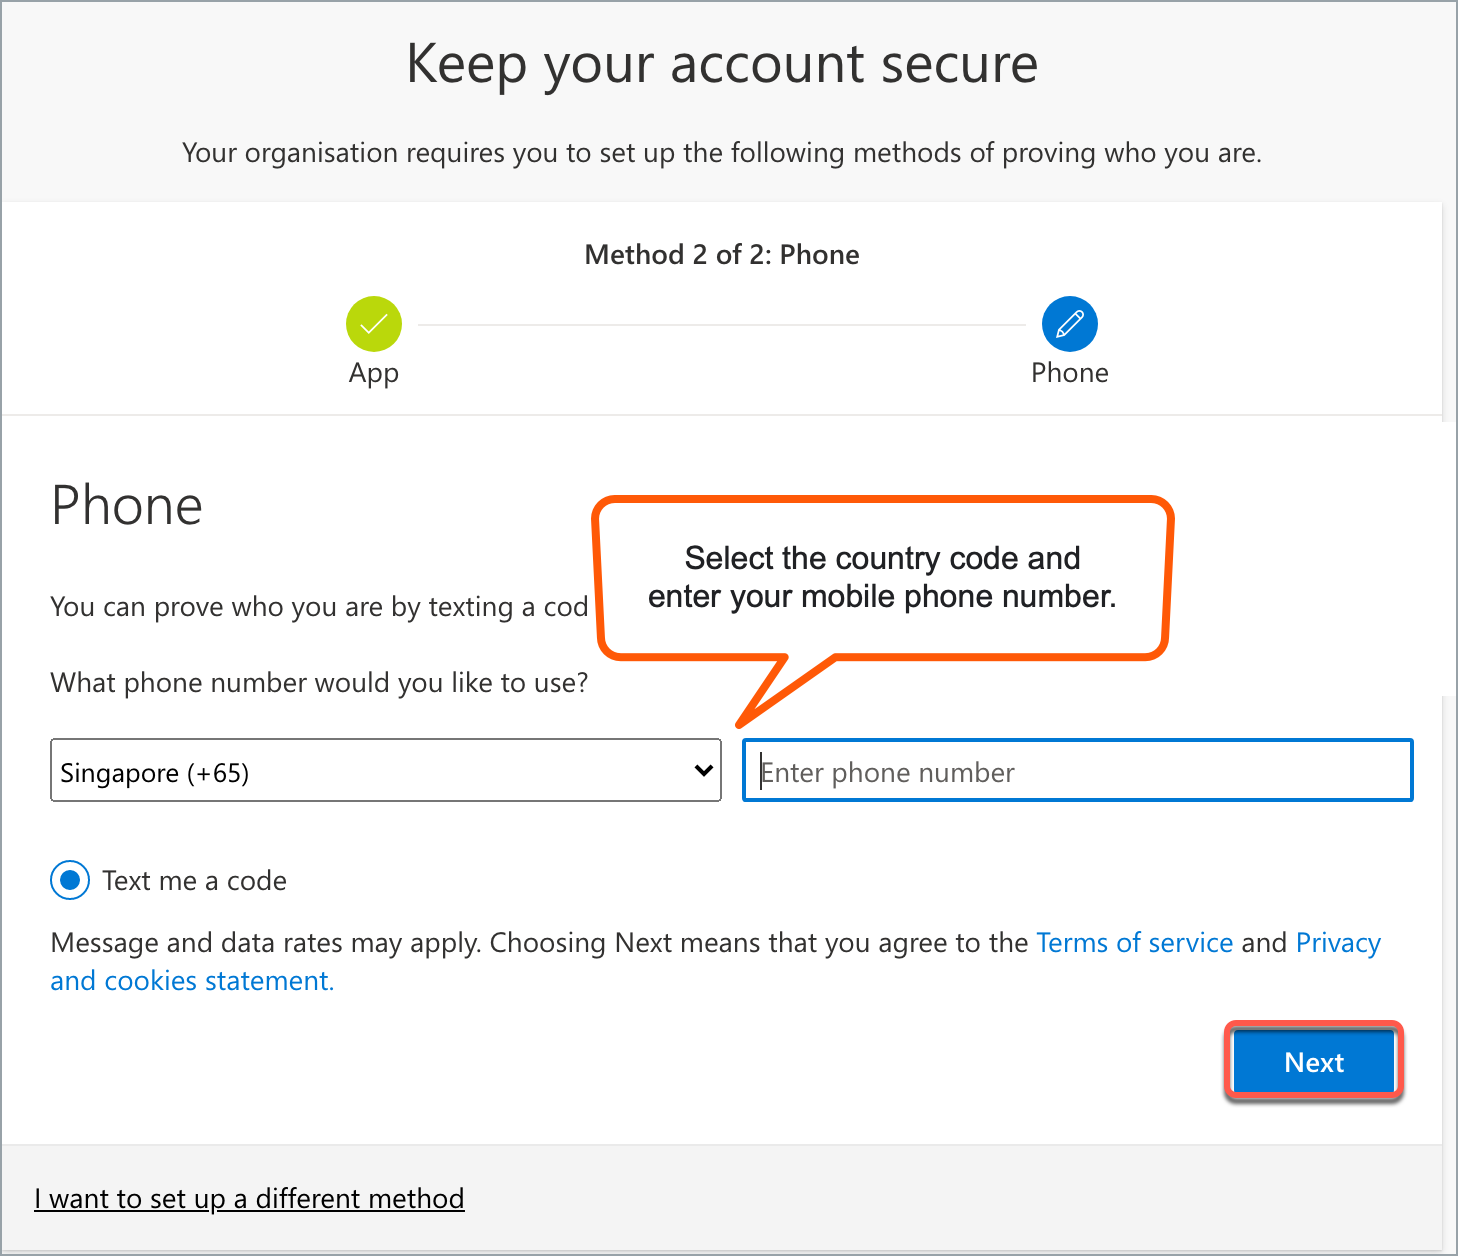 Keep your account secure
Your organisation requires you to set up the following methods of proving who you are.
Method 2 of 2: Phone
App
Phone
Phone
Select the country code and
enter your mobile phone number.
You can prove who you are by texting a cod
What phone number would you like to use?
Singapore (+65)
Enter phone number
Text me a code
Message and data rates may apply. Choosing Next means that you agree to the Terms of service and Privacy
and cookies statement.
Next
I want to set up a different method